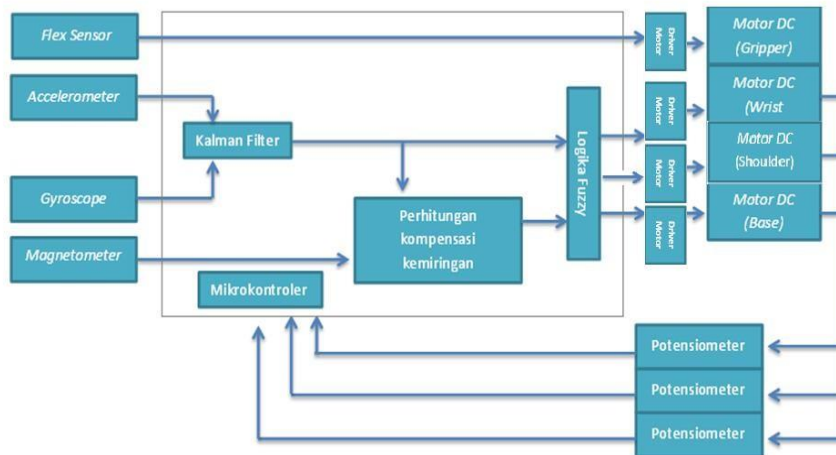 Flex Sensor
Accelerometer
Gyroscope
Magnetometer
Kalman Filter
Perhitungan
kompensasi
kemiringan
Mikrokontroler
Logika Fuzzy
Driver
Motor
Driver
Motor
Driver
Motor
Driver
Motor
Motor DC
(Gripper)
Motor DC
(Wrist
Motor DC
(Shoulder)
Motor DC
(Base)
Potensiometer
Potensiometer
Potensiometer